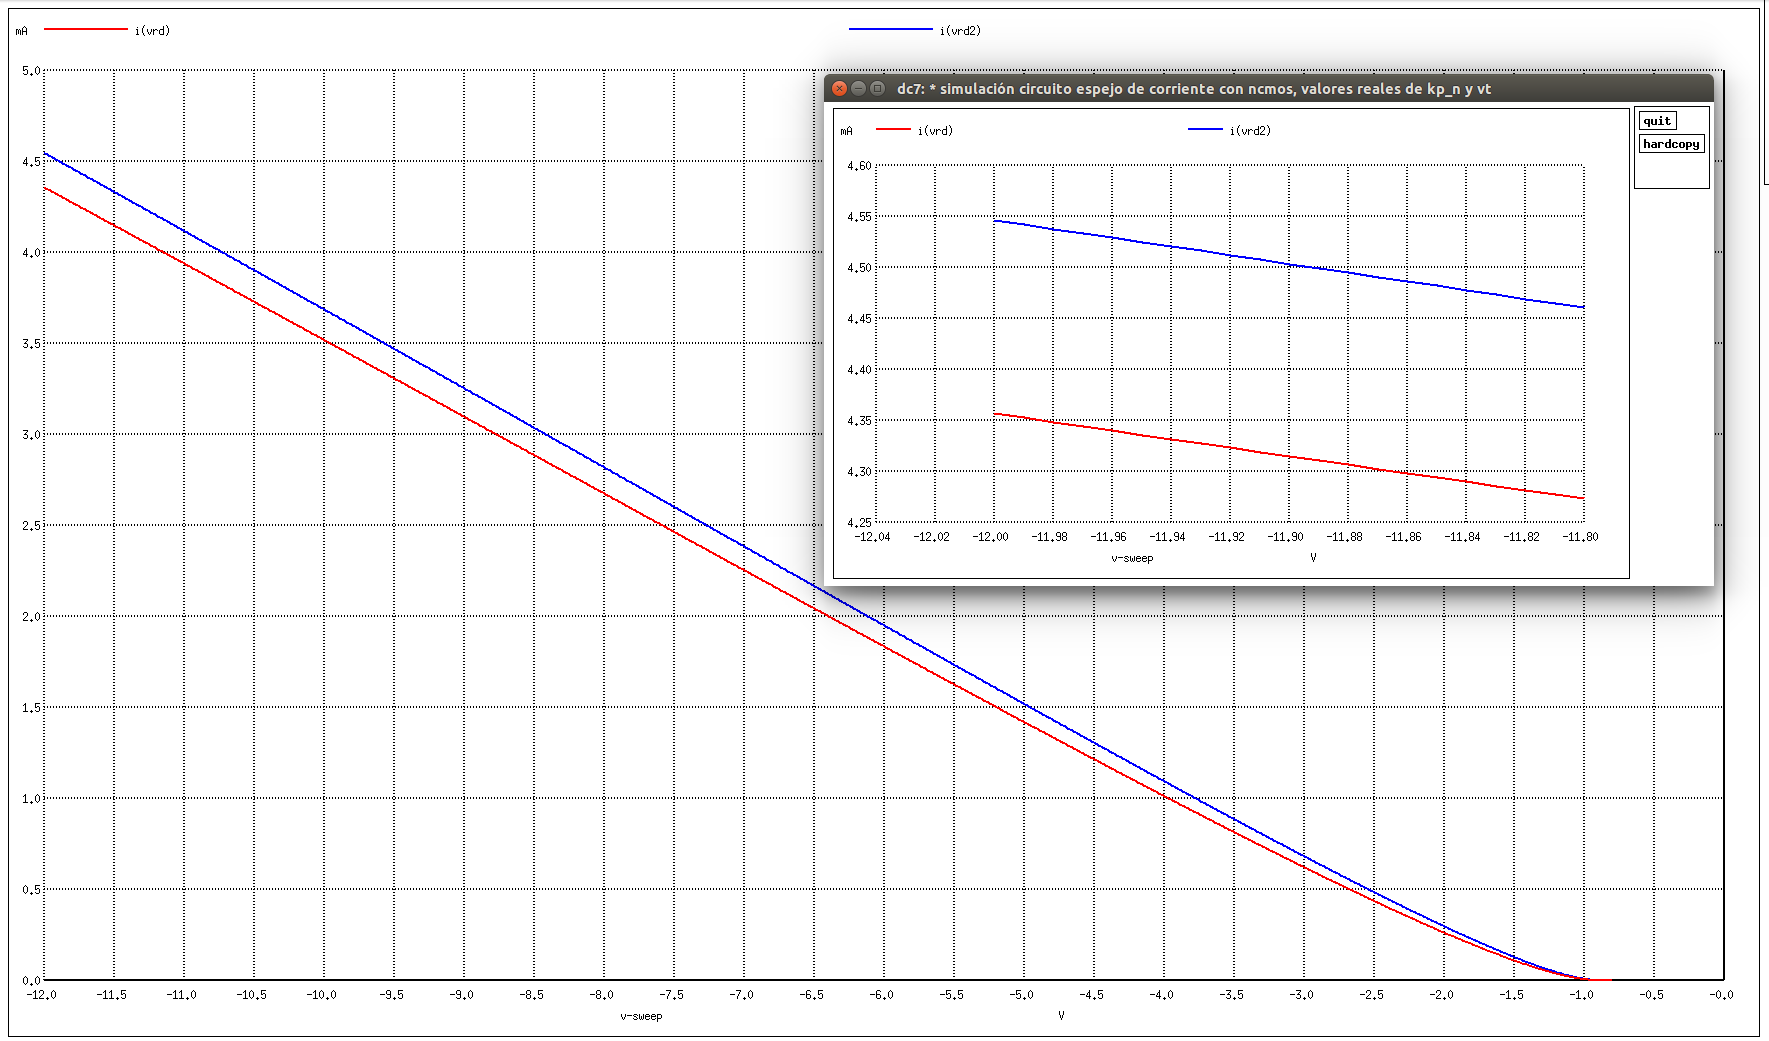 mA i(vrd) i(vrd2)
5.0
4.5
4.0
3.5
3.0
2.5
2.0
1.5
1.0
0.5
0.0
-12.0 -11.5 -11.0 -10.5 -10.0 -9.5 -9.0 -8.5 -8.0 -7.5 -7.0 -6.5 -6.0 -5.5 -5.0 -4.5 -4.0 -3.5 -3.0 -2.5 -2.0 -1.5 -1.0 -0.5 -0.0
v-sweep V
dc7: * simulación circuito espejo de corriente con ncmos, valores reales de kp_n y vt
mA i(vrd) i(vrd2)
quit
hardcopy
4.60
4.55
4.50
4.45
4.40
4.35
4.30
4.25
-12.04 -12.02 -12.00 -11.98 -11.96 -11.94 -11.92 -11.90 -11.88 -11.86 -11.84 -11.82 -11.80
v-sweep V